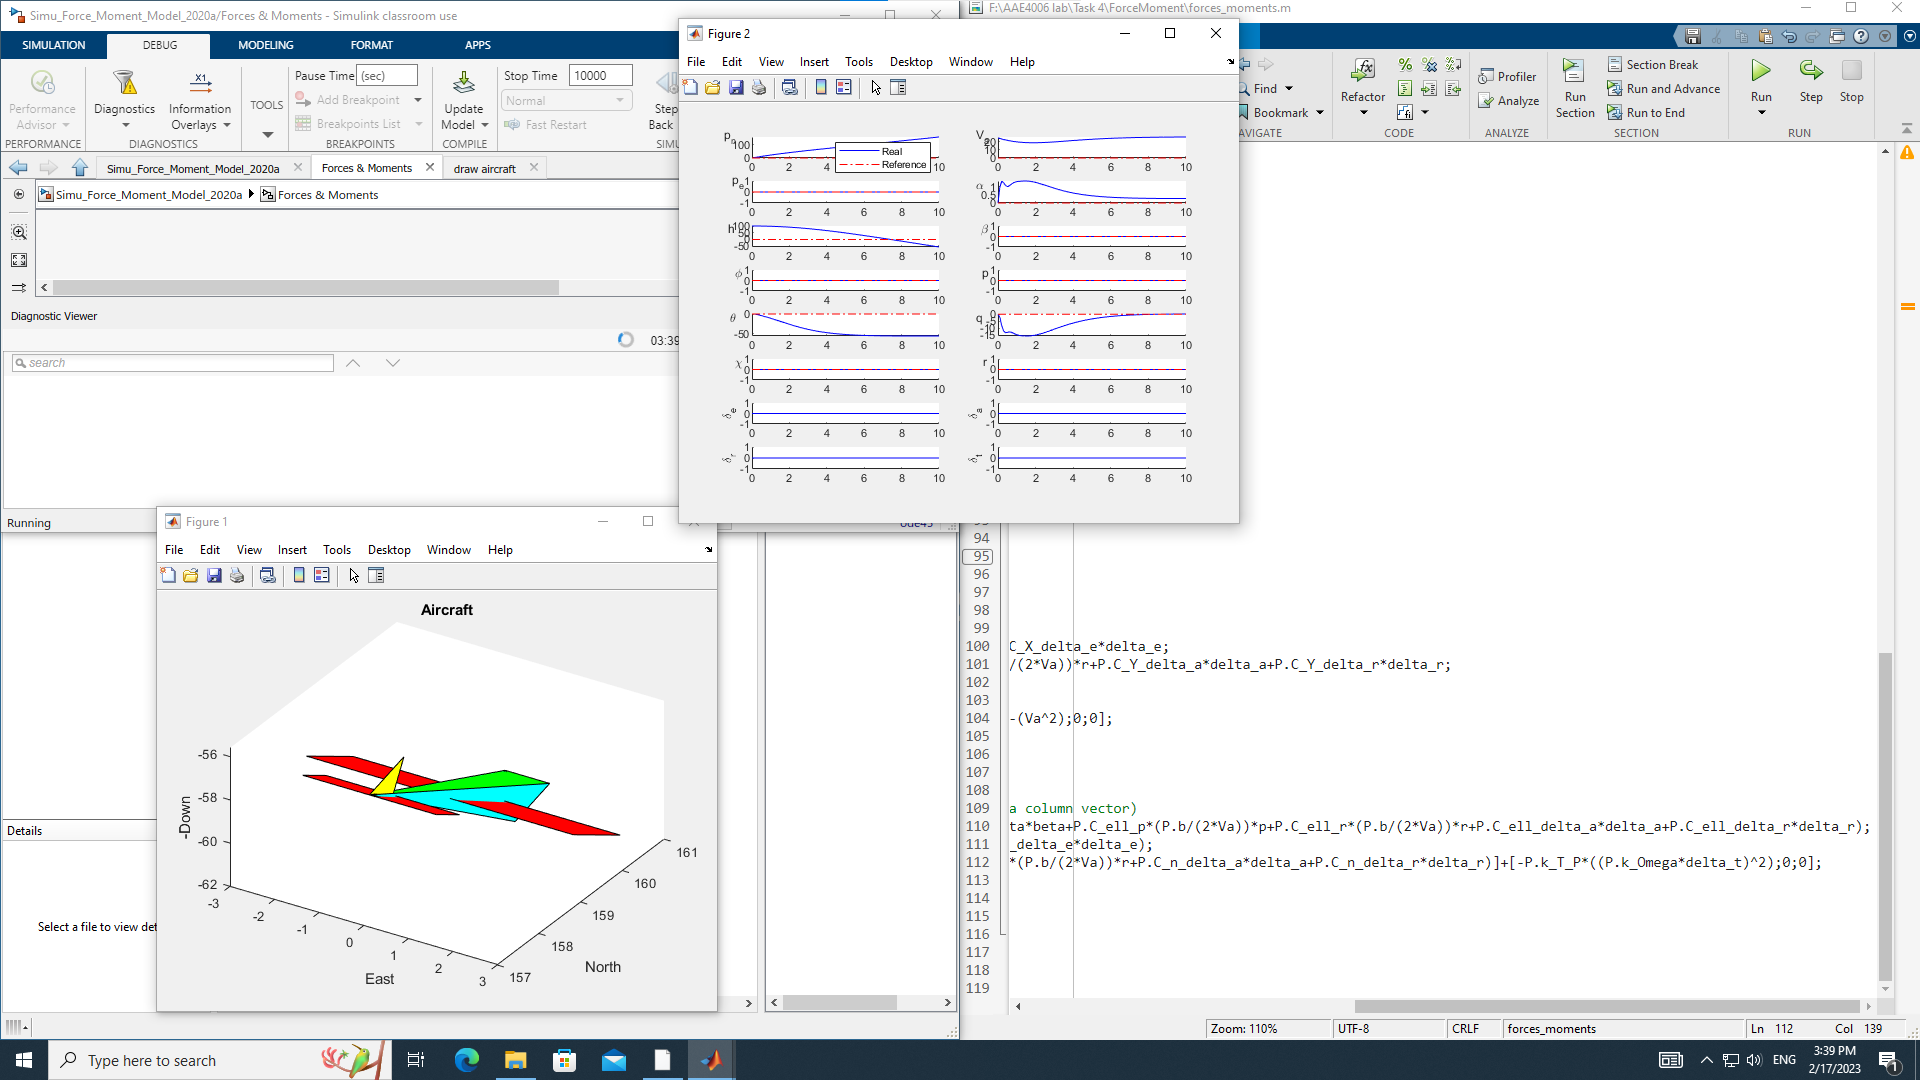 Simu_Force_Moment_Model_2020a/Forces & Moments - Simulink classroom use
SIMULATION DEBUG MODELING FORMAT APPS
Performance Advisor
Diagnostics
Information Overlays
TOOLS
Pause Time (sec)
Add Breakpoint
Breakpoints List
Update Model
Stop Time 10000
Normal
Fast Restart
Step Back
PERFORMANCE DIAGNOSTICS BREAKPOINTS COMPILE
Simu_Force_Moment_Model_2020a Forces & Moments draw aircraft
Simu_Force_Moment_Model_2020a Forces & Moments
Diagnostic Viewer
03:39
search
Running
ode45
Details
Select a file to view det
Figure 2
File Edit View Insert Tools Desktop Window Help
Real
Reference
p_n 100 0
0 2 4 6 8 10
V_a 20 10 0
0 2 4 6 8 10
p_e 1 0 -1
0 2 4 6 8 10
α 1 0.5 0
0 2 4 6 8 10
h 100 50 0 -50
0 2 4 6 8 10
β 1 0 -1
0 2 4 6 8 10
ϕ 1 0 -1
0 2 4 6 8 10
p 1 0 -1
0 2 4 6 8 10
θ 0 -50
0 2 4 6 8 10
q 0 -5 -10 -15
0 2 4 6 8 10
χ 1 0 -1
0 2 4 6 8 10
r 1 0 -1
0 2 4 6 8 10
δ_e 1 0 -1
0 2 4 6 8 10
δ_a 1 0 -1
0 2 4 6 8 10
δ_r 1 0 -1
0 2 4 6 8 10
δ_t 1 0 -1
0 2 4 6 8 10
Figure 1
File Edit View Insert Tools Desktop Window Help
Aircraft
-Down
-56
-58
-60
-62
-3 -2 -1 0 1 2 3
East
157 158 159 160 161
North
F:\AAE4006 lab\Task 4\ForceMoment\forces_moments.m
Find
Bookmark
Refactor
Profiler
Analyze
Run Section
Section Break
Run and Advance
Run to End
Run
Step
Stop
CODE ANALYZE SECTION RUN
94
95
96
97
98
99
100 C_X_delta_e*delta_e;
101 /(2*Va))*r+P.C_Y_delta_a*delta_a+P.C_Y_delta_r*delta_r;
102
103
104 -(Va^2);0;0];
105
106
107
108
109 a column vector)
110 ta*beta+P.C_ell_p*(P.b/(2*Va))*p+P.C_ell_r*(P.b/(2*Va))*r+P.C_ell_delta_a*delta_a+P.C_ell_delta_r*delta_r);
111 _delta_e*delta_e);
112 *(P.b/(2*Va))*r+P.C_n_delta_a*delta_a+P.C_n_delta_r*delta_r)]+[-P.k_T_P*((P.k_Omega*delta_t)^2);0;0];
113
114
115
116
117
118
119
Zoom: 110% UTF-8 CRLF forces_moments Ln 112 Col 139
Type here to search
ENG
3:39 PM
2/17/2023
1